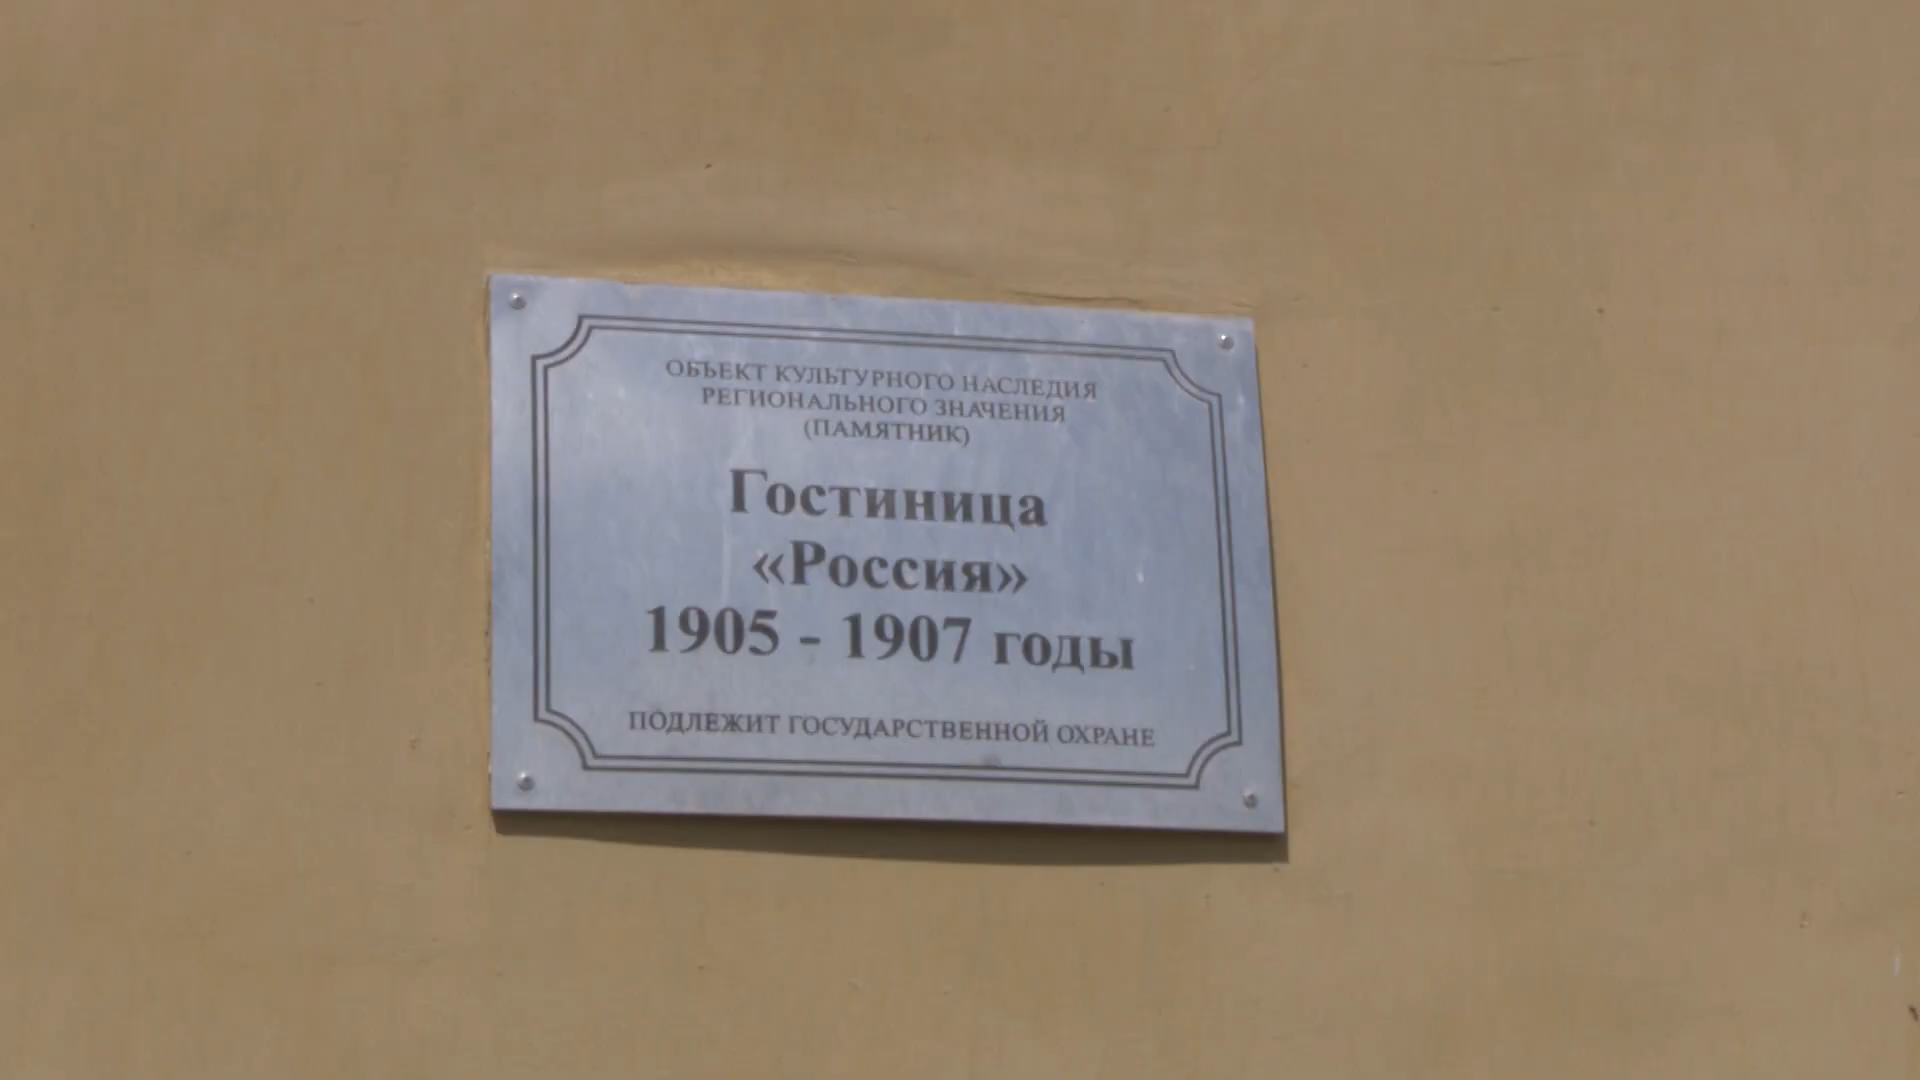 ОБЪЕКТ КУЛЬТУРНОГО НАСЛЕДИЯ
РЕГИОНАЛЬНОГО ЗНАЧЕНИЯ
(ПАМЯТНИК)
Гостиница
«Россия»
1905 - 1907 годы
ПОДЛЕЖИТ ГОСУДАРСТВЕННОЙ ОХРАНЕ